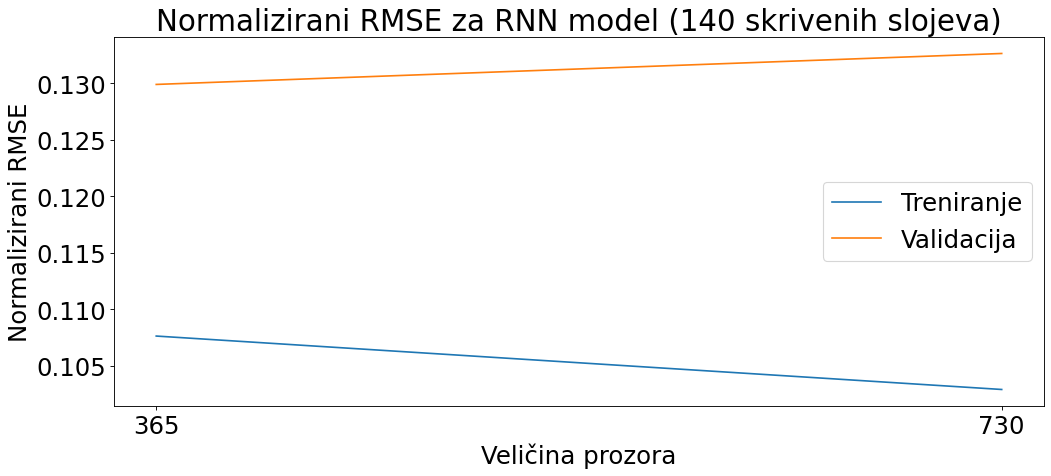 Normalizirani RMSE za RNN model (140 skrivenih slojeva)
Normalizirani RMSE
0.130
0.125
0.120
0.115
0.110
0.105
Treniranje
Validacija
365
730
Veličina prozora